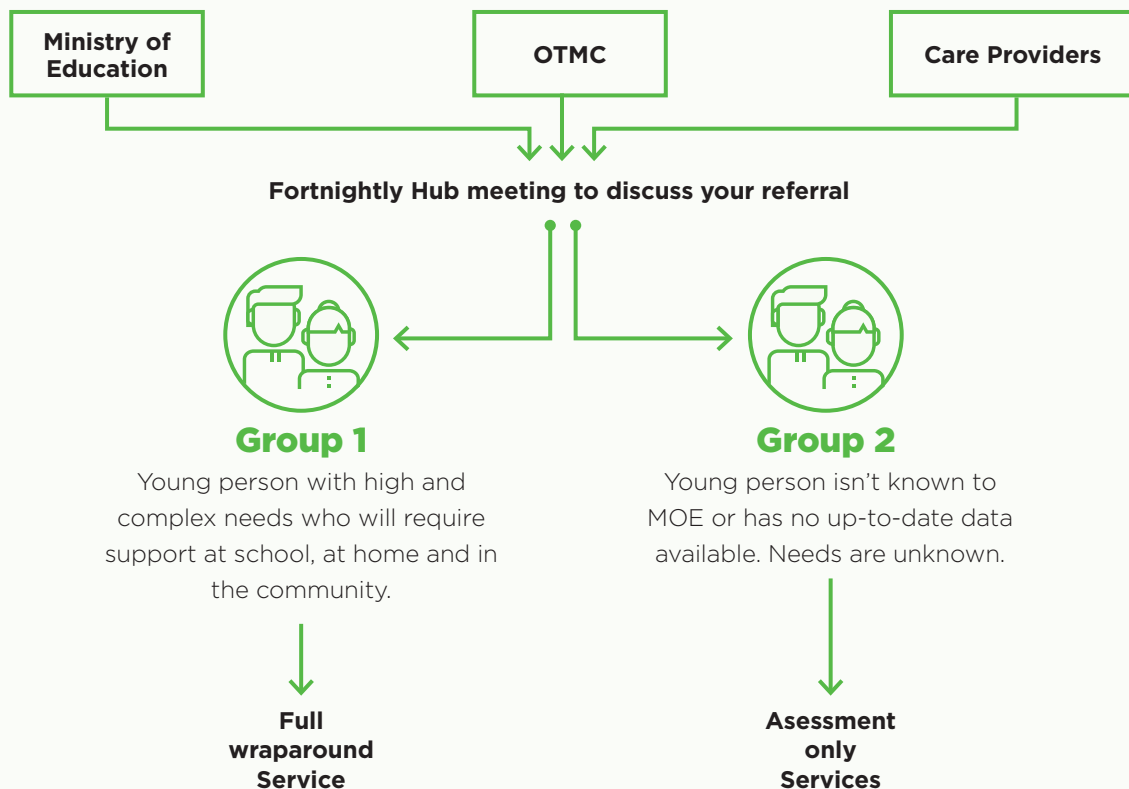 Ministry of
Education
OTMC
Care Providers
Fortnightly Hub meeting to discuss your referral
Group 1
Young person with high and
complex needs who will require
support at school, at home and in
the community.
Group 2
Young person isn’t known to
MOE or has no up-to-date data
available. Needs are unknown.
Full
wraparound
Service
Asessment
only
Services